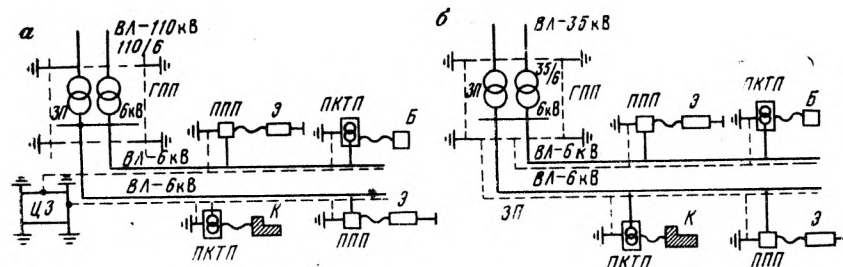 а
ВЛ-110кВ
110/6
ГПП
ЗП
6кВ
ППП
Э
ПКТП
Б
ВЛ-6кВ
ВЛ-6кВ
ЦЗ
ПКТП
К
ППП
Э
б
ВЛ-35кВ
35/6
ГПП
ЗП
6кВ
ППП
Э
ПКТП
Б
ВЛ-6кВ
ВЛ-6кВ
ЗП
ПКТП
К
ППП
Э